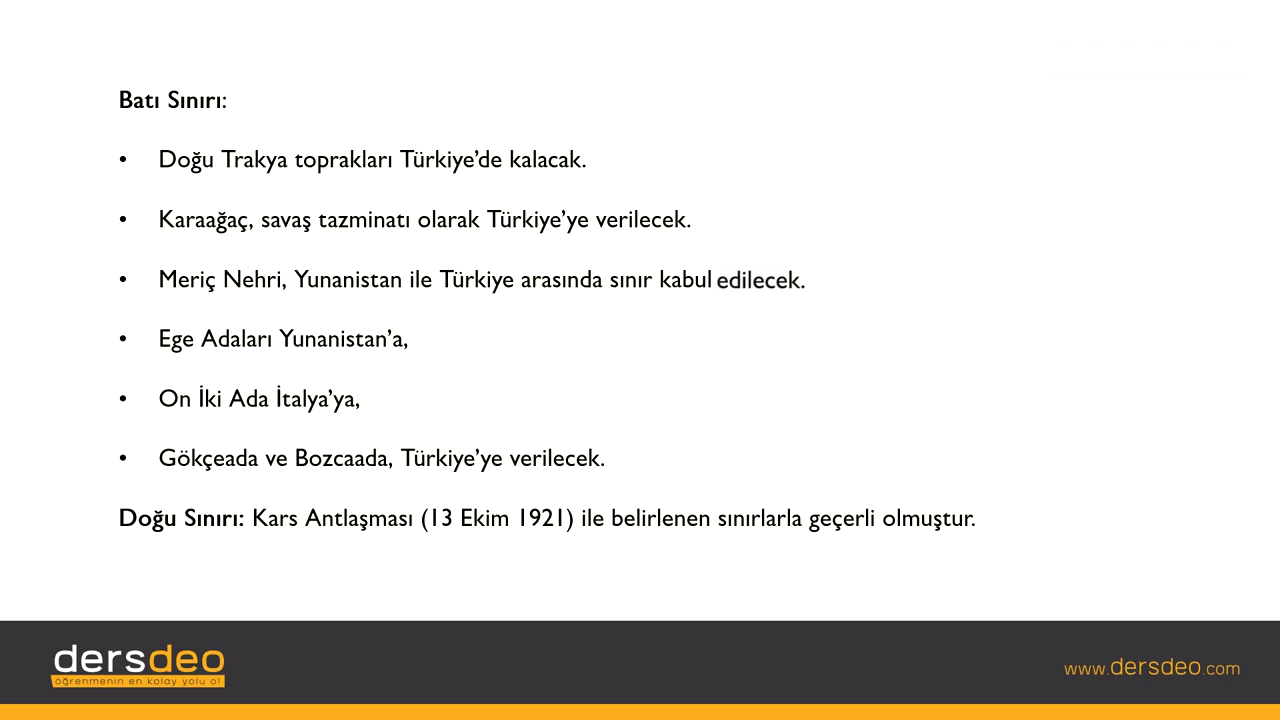 Batı Sınırı:
• Doğu Trakya toprakları Türkiye’de kalacak.
• Karaağaç, savaş tazminatı olarak Türkiye’ye verilecek.
• Meriç Nehri, Yunanistan ile Türkiye arasında sınır kabul edilecek.
• Ege Adaları Yunanistan’a,
• On İki Ada İtalya’ya,
• Gökçeada ve Bozcaada, Türkiye’ye verilecek.
Doğu Sınırı: Kars Antlaşması (13 Ekim 1921) ile belirlenen sınırlarla geçerli olmuştur.
dersdeo
öğrenmenin en kolay yolu o!
www.dersdeo.com